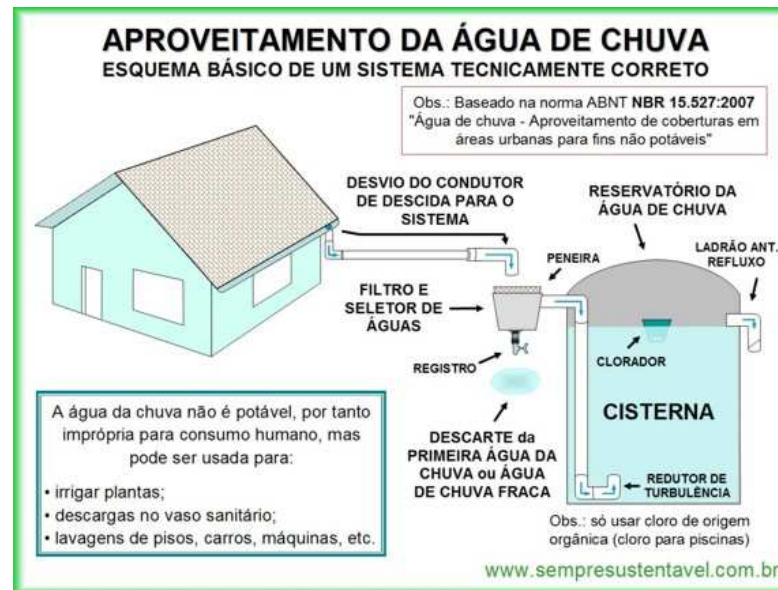 APROVEITAMENTO DA ÁGUA DE CHUVA
ESQUEMA BÁSICO DE UM SISTEMA TECNICAMENTE CORRETO
Obs.: Baseado na norma ABNT NBR 15.527:2007
"Água de chuva - Aproveitamento de coberturas em
áreas urbanas para fins não potáveis"
DESVIO DO CONDUTOR
DE DESCIDA PARA O
SISTEMA
RESERVATÓRIO DA
ÁGUA DE CHUVA
LADRÃO ANT.
REFLUXO
PENEIRA
FILTRO E
SELETOR DE
ÁGUAS
REGISTRO
CLORADOR
CISTERNA
DESCARTE da
PRIMEIRA ÁGUA DA
CHUVA ou ÁGUA
DE CHUVA FRACA
REDUTOR DE
TURBULÊNCIA
Obs.: só usar cloro de origem
orgânica (cloro para piscinas)
A água da chuva não é potável, por tanto
imprópria para consumo humano, mas
pode ser usada para:
• irrigar plantas;
• descargas no vaso sanitário;
• lavagens de pisos, carros, máquinas, etc.
www.sempresustentavel.com.br